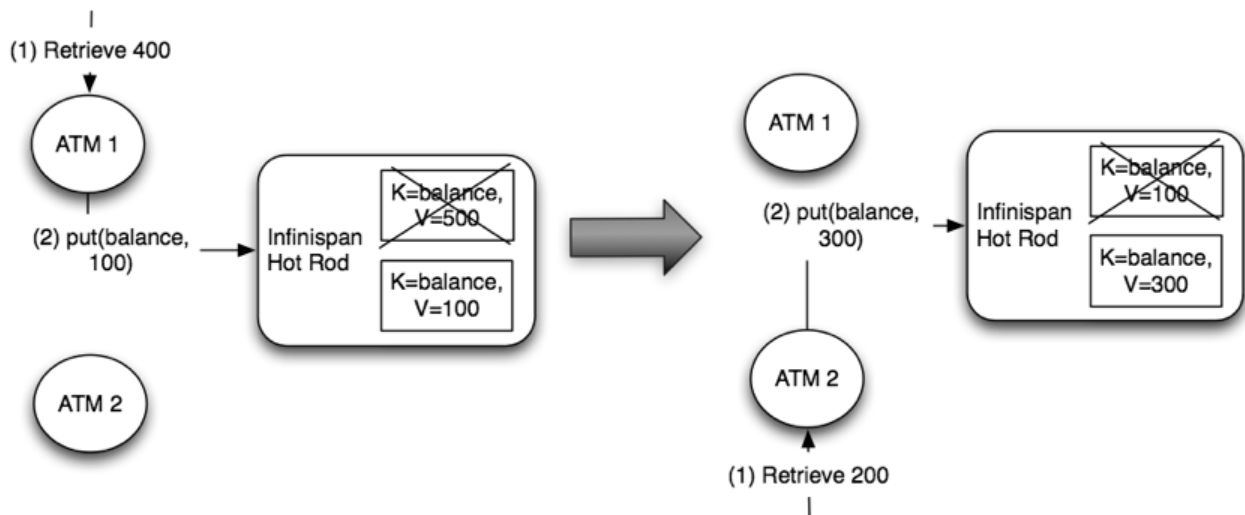 (1) Retrieve 400
ATM 1
(2) put(balance,
100)
Infinispan
Hot Rod
K=balance,
V=500
K=balance,
V=100
ATM 2
ATM 1
(2) put(balance,
300)
Infinispan
Hot Rod
K=balance,
V=100
K=balance,
V=300
ATM 2
(1) Retrieve 200